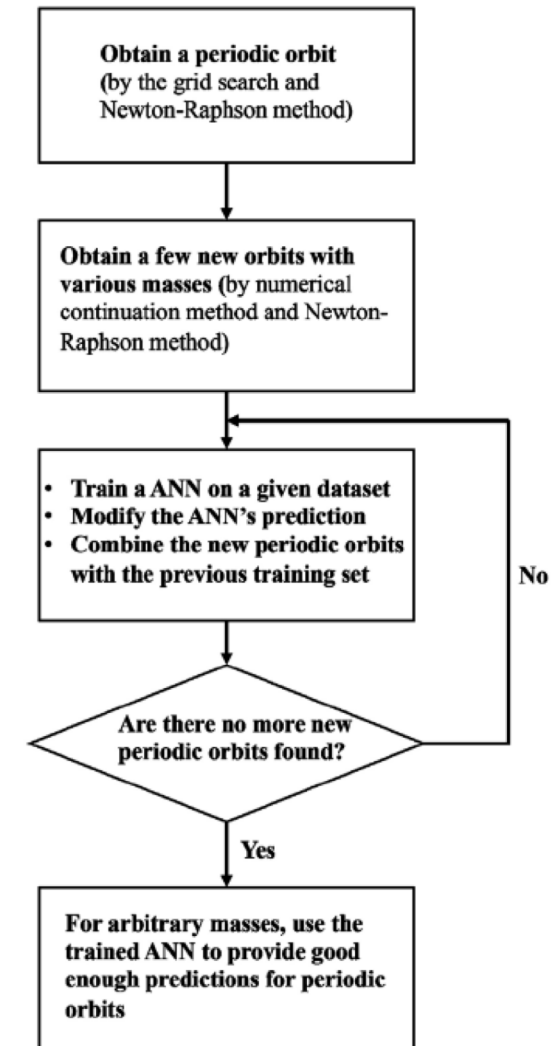 Obtain a periodic orbit
(by the grid search and
Newton-Raphson method)
Obtain a few new orbits with
various masses (by numerical
continuation method and Newton-
Raphson method)
• Train a ANN on a given dataset
• Modify the ANN’s prediction
• Combine the new periodic orbits
with the previous training set
No
Are there no more new
periodic orbits found?
Yes
For arbitrary masses, use the
trained ANN to provide good
enough predictions for periodic
orbits